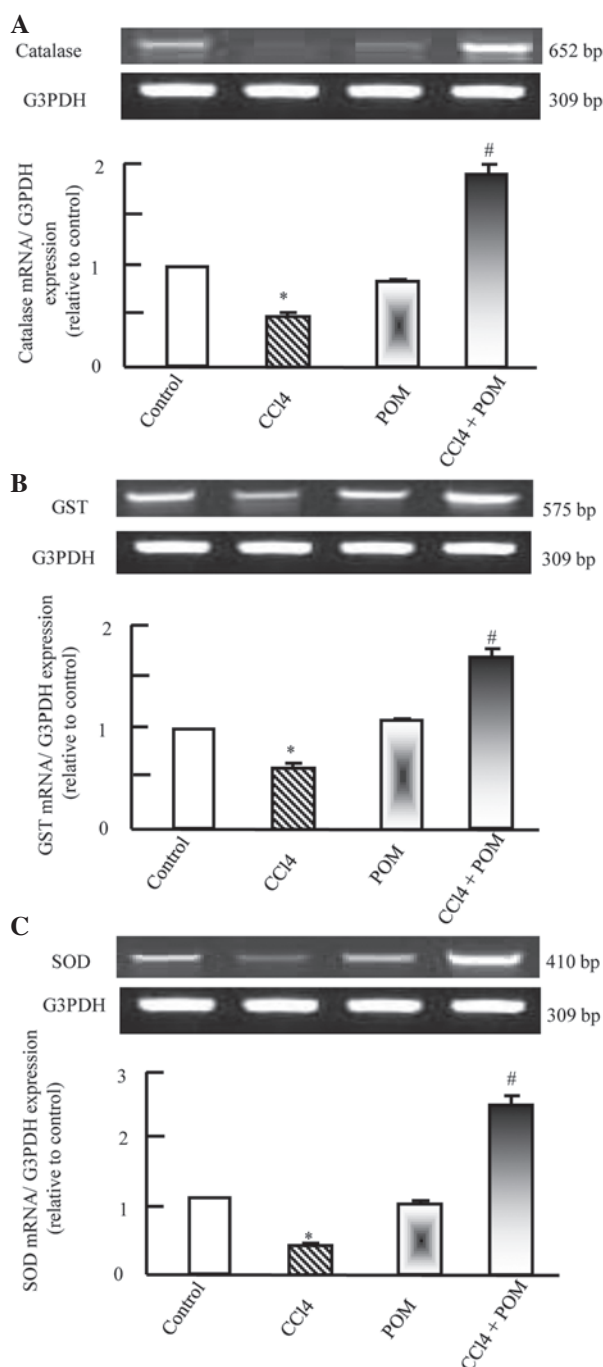 A
Catalase
652 bp
G3PDH
309 bp
Catalase mRNA/ G3PDH
expression
(relative to control)
2
1
0
#
*
Control
CCl4
POM
CCl4 + POM
B
GST
575 bp
G3PDH
309 bp
GST mRNA/ G3PDH expression
(relative to control)
2
1
0
#
*
Control
CCl4
POM
CCl4 + POM
C
SOD
410 bp
G3PDH
309 bp
SOD mRNA/ G3PDH expression
(relative to control)
3
2
1
0
#
*
Control
CCl4
POM
CCl4 + POM